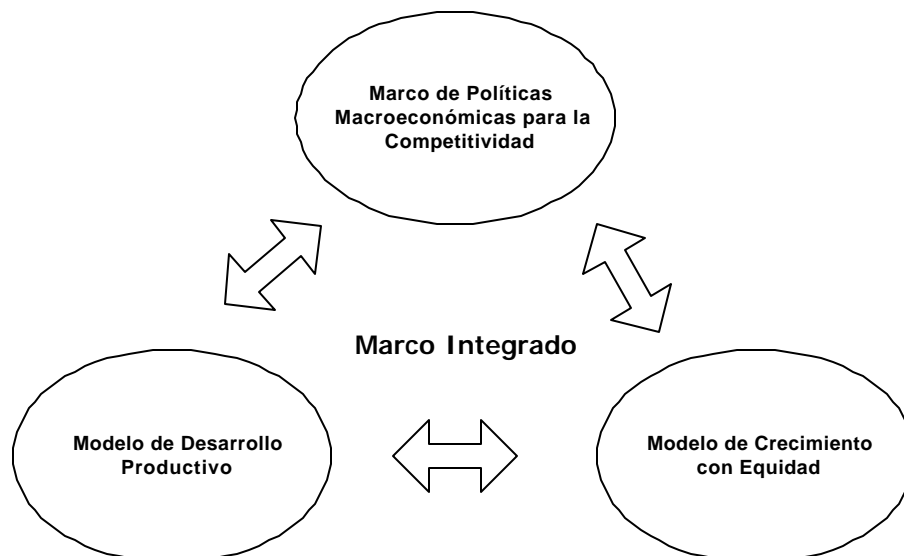 Marco de Políticas
Macroeconómicas para la
Competitividad
Marco Integrado
Modelo de Desarrollo
Productivo
Modelo de Crecimiento
con Equidad